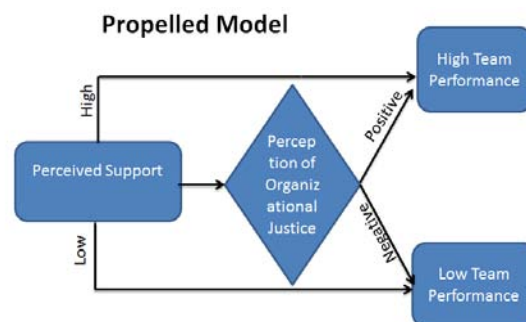 Propelled Model
High Team
Performance
High
Positive
Percep
tion of
Organiz
ational
Justice
Perceived Support
Negative
Low
Low Team
Performance